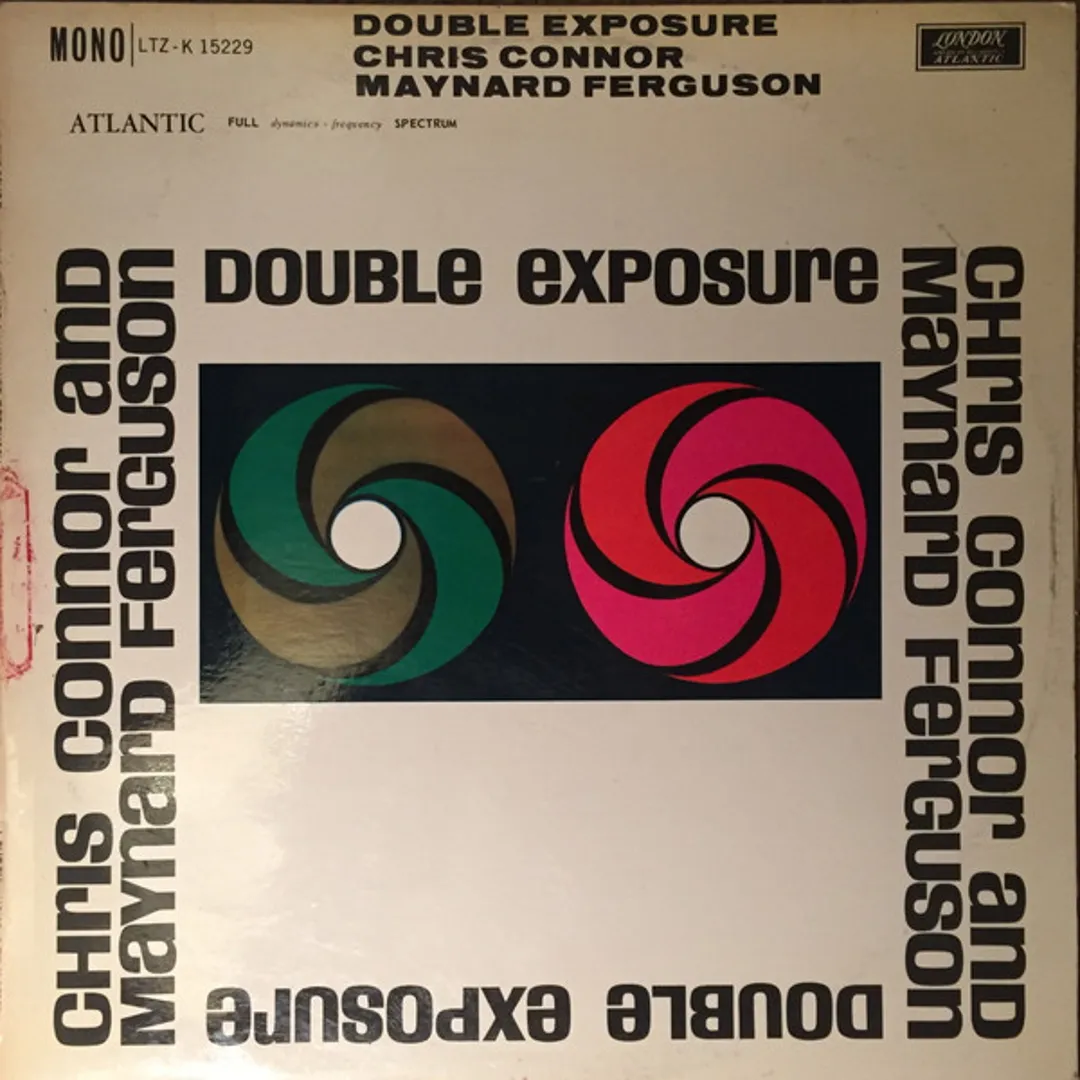 MONO LTZ-K 15229
DOUBLE EXPOSURE
CHRIS CONNOR
MAYNARD FERGUSON
LONDON
ATLANTIC
ATLANTIC FULL dynamics - frequency SPECTRUM
CHrIS connor anD
Maynard Ferguson
DOUBLe exposure
CHrIS connor anD
Maynard Ferguson
DOUBLe exposure